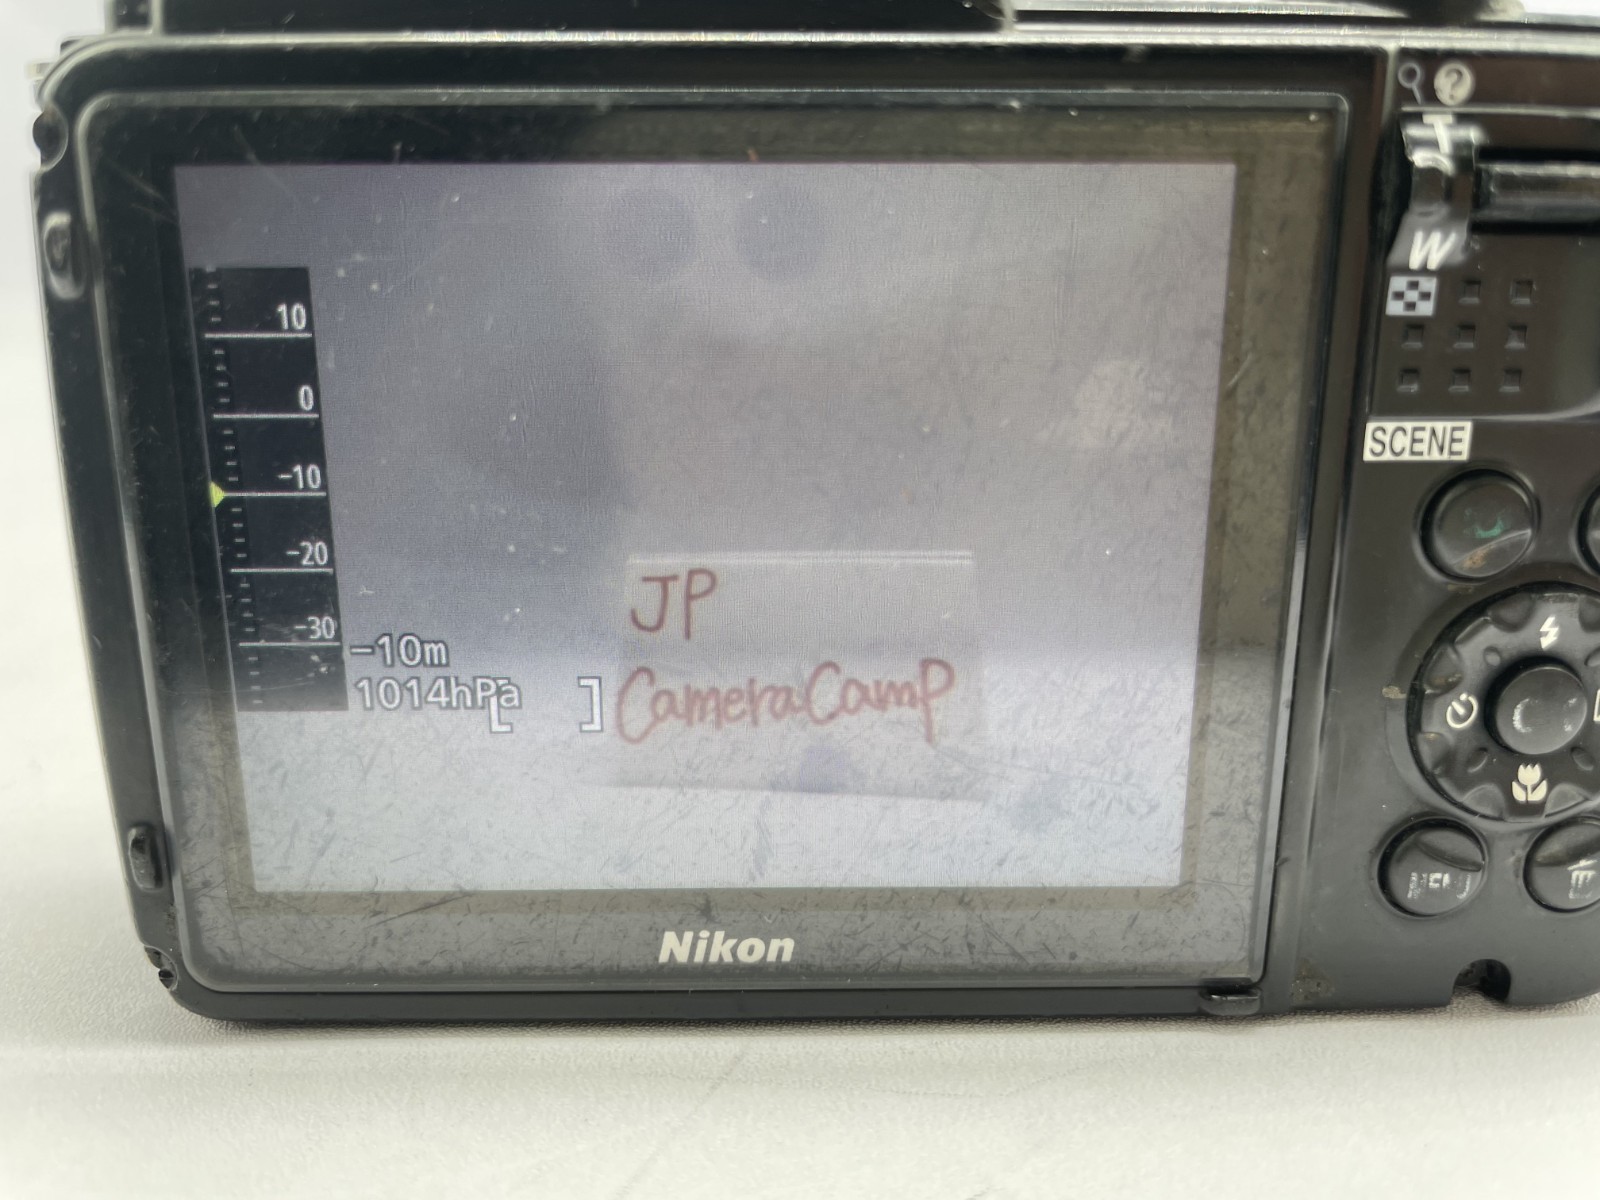 T
W
10
0
-10
-20
-30
-10m
1014hPa
[ ]
JP
CameraCamP
SCENE
Nikon